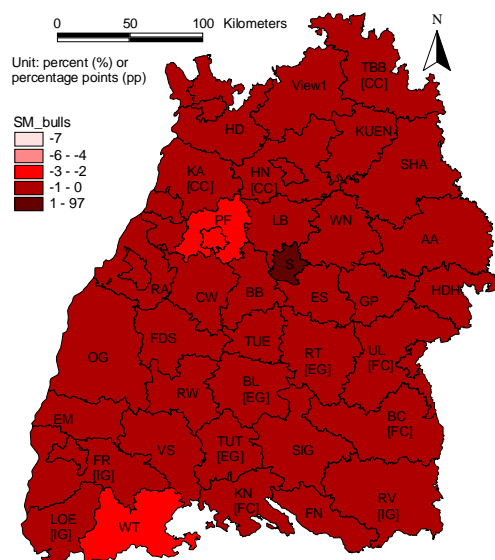 0 50 100 Kilometers
N
Unit: percent (%) or
percentage points (pp)
SM_bulls
-7
-6 - -4
-3 - -2
-1 - 0
1 - 97
TBB
[CC]
View1
HD
KUEN
SHA
KA
[CC]
HN
[CC]
PF
LB
WN
AA
S
RA
CW
BB
ES
GP
HDH
FDS
TUE
OG
RT
[EG]
UL
[FC]
BL
[EG]
RW
EM
BC
[FC]
VS
TUT
[EG]
SIG
FR
[IG]
KN
[FC]
FN
RV
[IG]
LOE
[IG]
WT